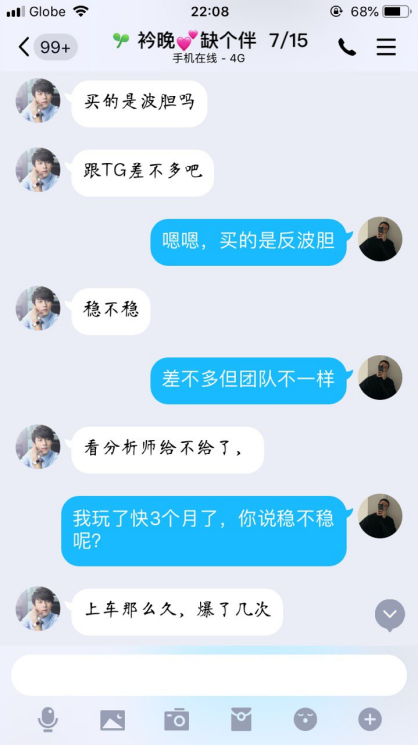 Globe 22:08 68%
99+ 衿晚💕缺个伴 7/15
手机在线 - 4G
买的是波胆吗
跟TG差不多吧
嗯嗯，买的是反波胆
稳不稳
差不多但团队不一样
看分析师给不给了，
我玩了快3个月了，你说稳不稳
呢？
上车那么久，爆了几次